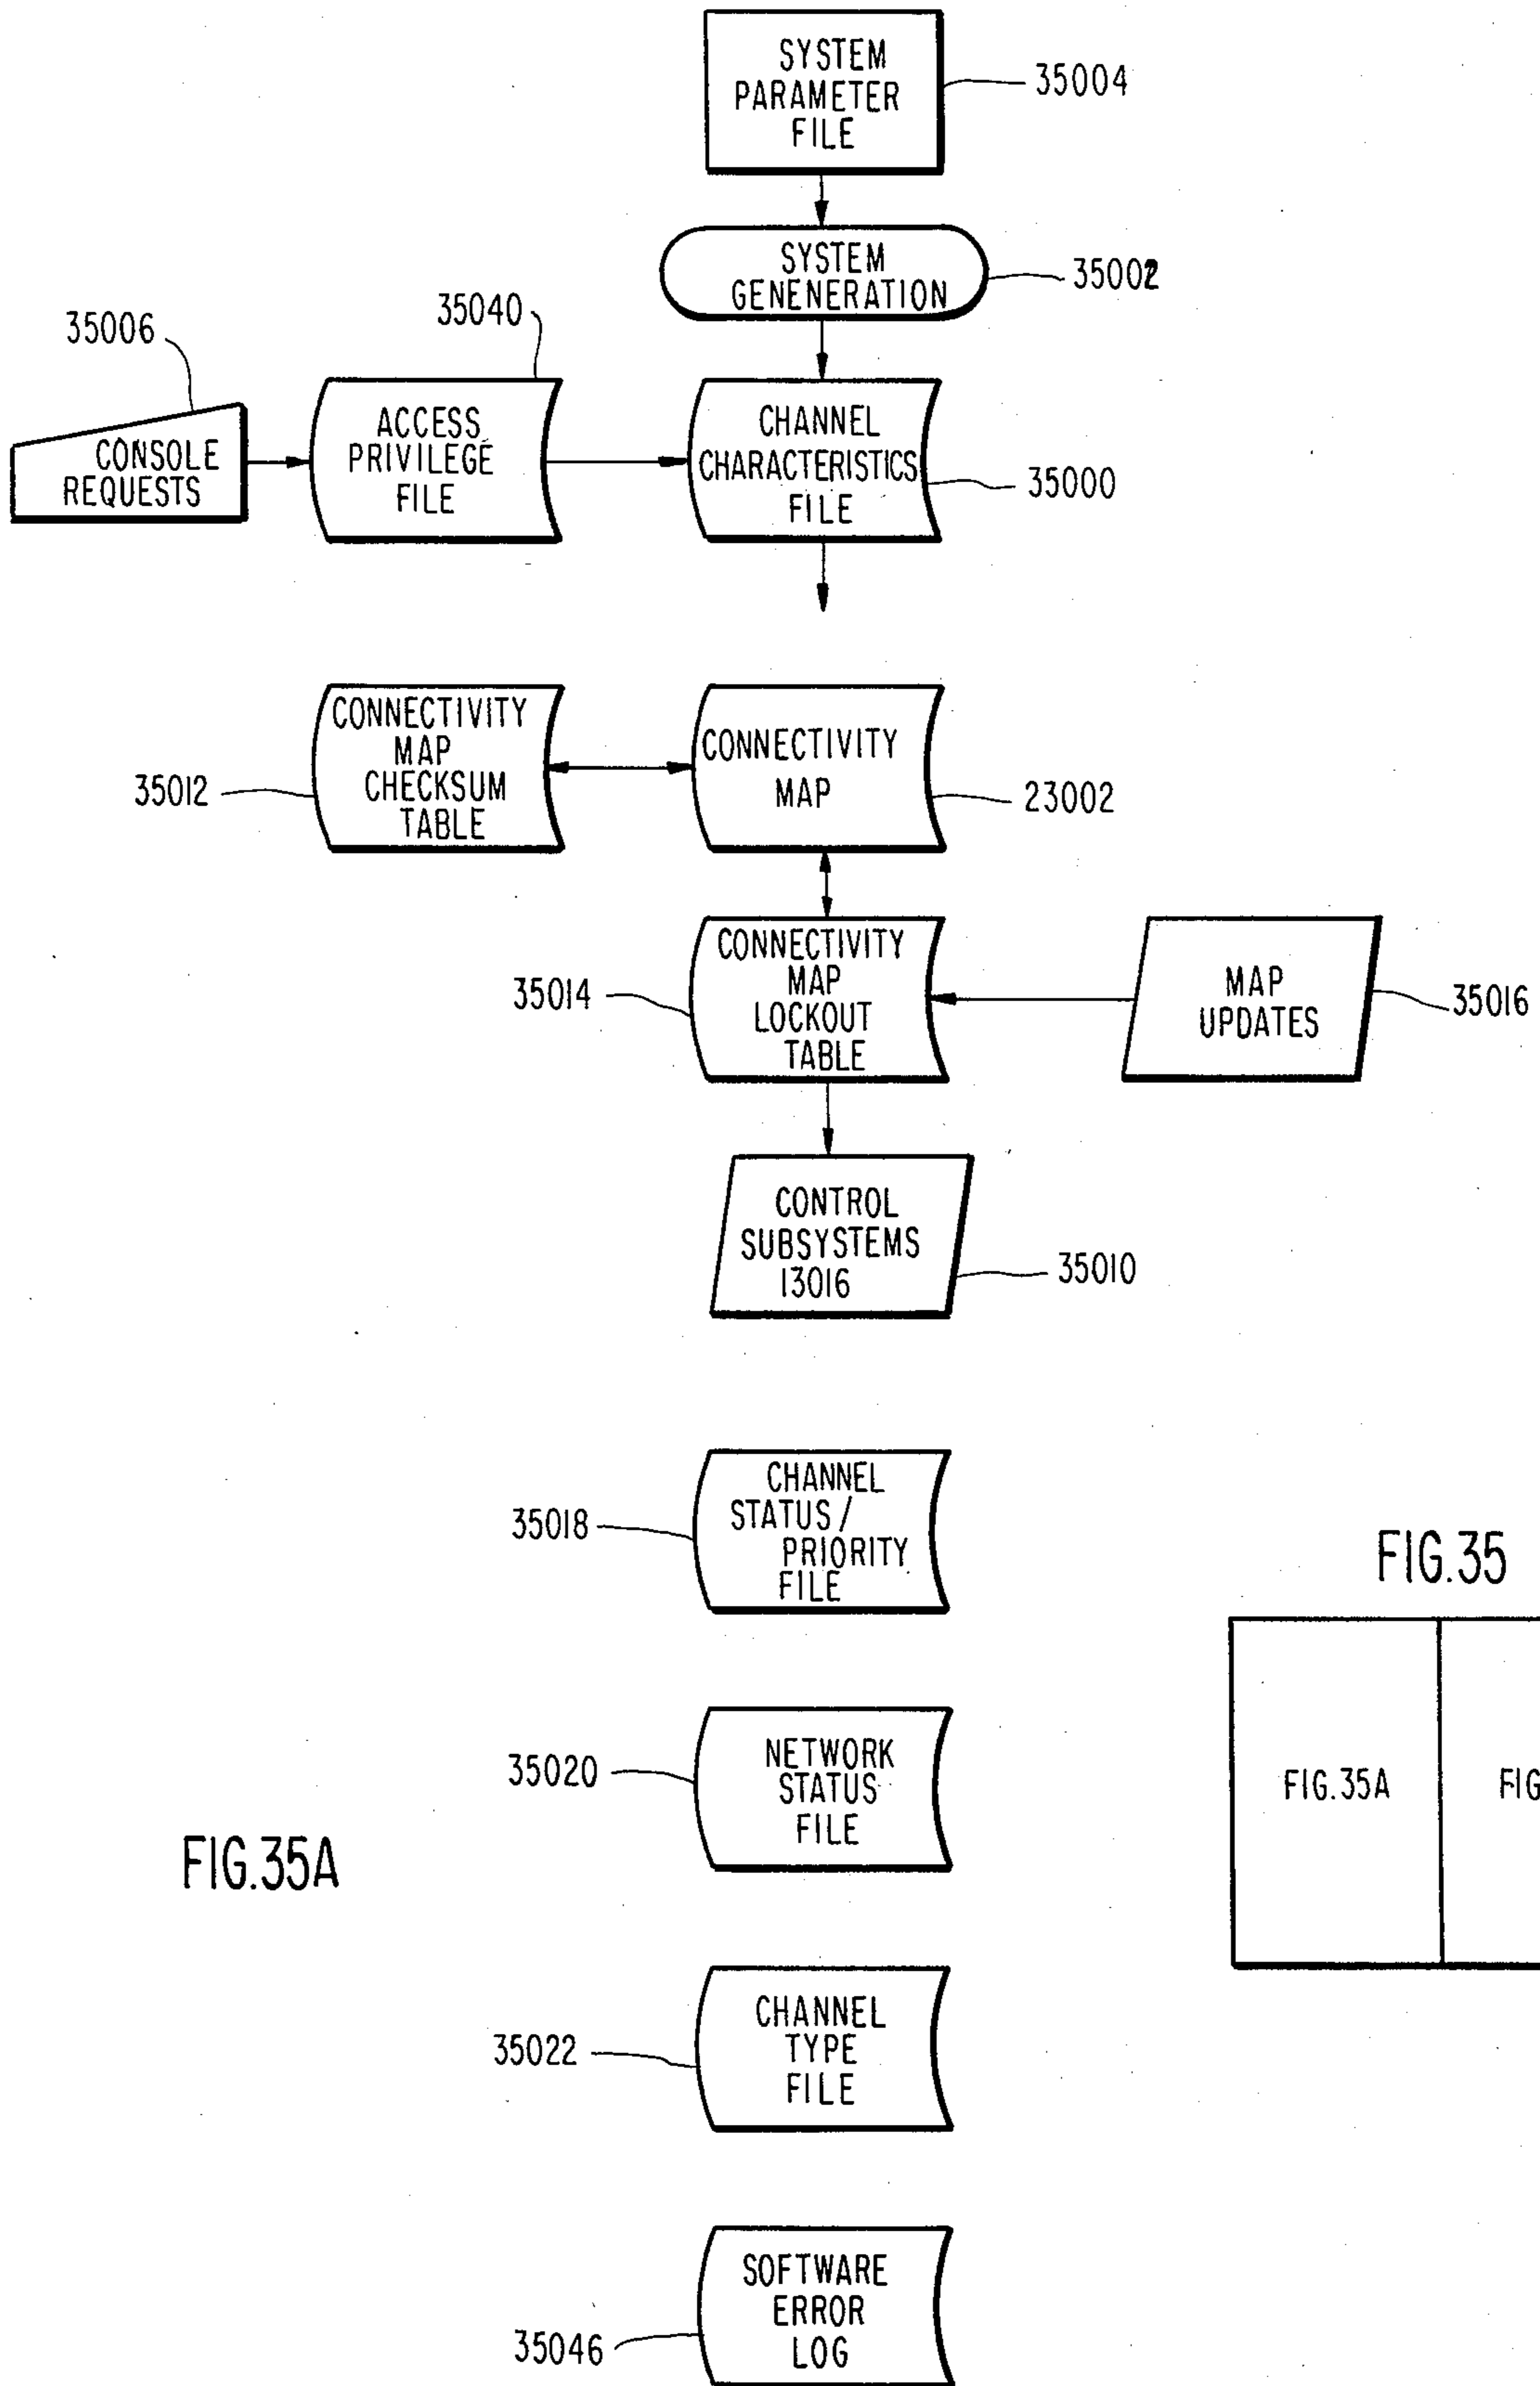 SYSTEM
PARAMETER
FILE
35004
SYSTEM
GENENERATION
35002
35006
35040
CONSOLE
REQUESTS
ACCESS
PRIVILEGE
FILE
CHANNEL
CHARACTERISTICS
FILE
35000
CONNECTIVITY
MAP
CHECKSUM
TABLE
35012
CONNECTIVITY
MAP
23002
CONNECTIVITY
MAP
LOCKOUT
TABLE
35014
MAP
UPDATES
35016
CONTROL
SUBSYSTEMS
13016
35010
CHANNEL
STATUS/
PRIORITY
FILE
35018
FIG.35
NETWORK
STATUS
FILE
35020
FIG.35A
FIG
FIG.35A
CHANNEL
TYPE
FILE
35022
SOFTWARE
ERROR
LOG
35046